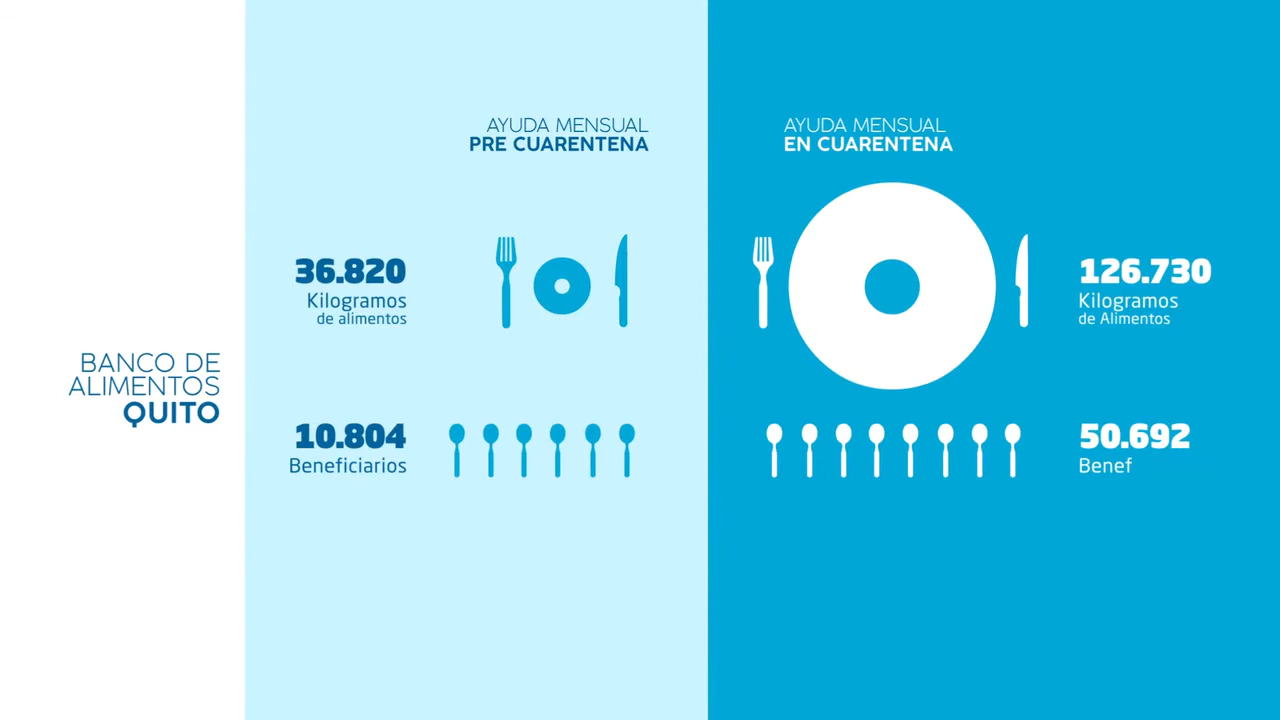 BANCO DE
ALIMENTOS
QUITO
AYUDA MENSUAL
PRE CUARENTENA
36.820
Kilogramos
de alimentos
10.804
Beneficiarios
AYUDA MENSUAL
EN CUARENTENA
126.730
Kilogramos
de Alimentos
50.692
Benef